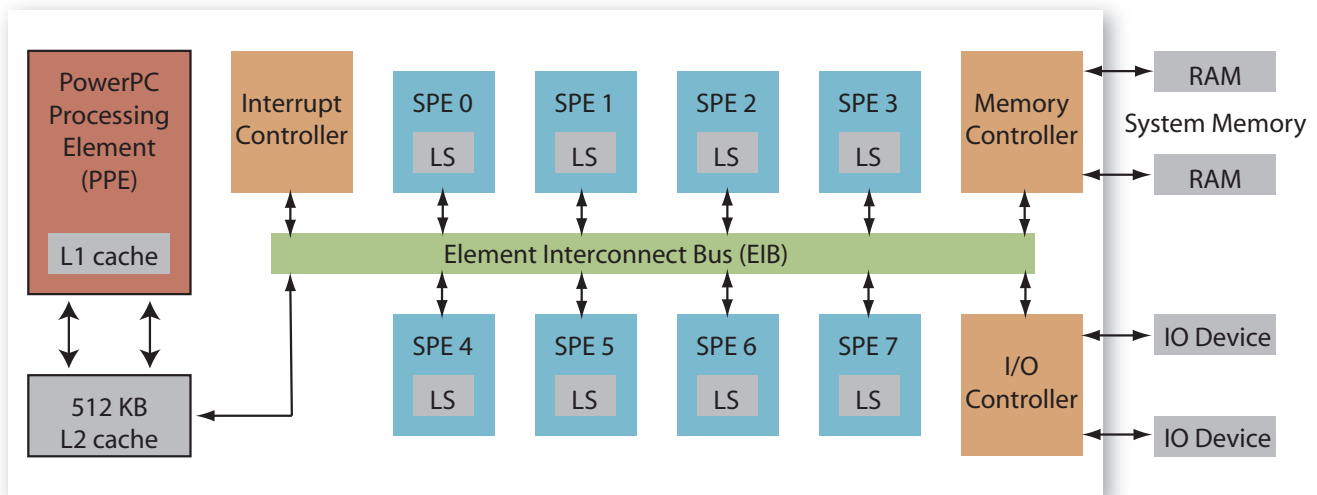 PowerPC
Processing
Element
(PPE)
L1 cache
512 KB
L2 cache
Interrupt
Controller
SPE 0
LS
SPE 1
LS
SPE 2
LS
SPE 3
LS
Memory
Controller
RAM
System Memory
RAM
Element Interconnect Bus (EIB)
SPE 4
LS
SPE 5
LS
SPE 6
LS
SPE 7
LS
I/O
Controller
IO Device
IO Device